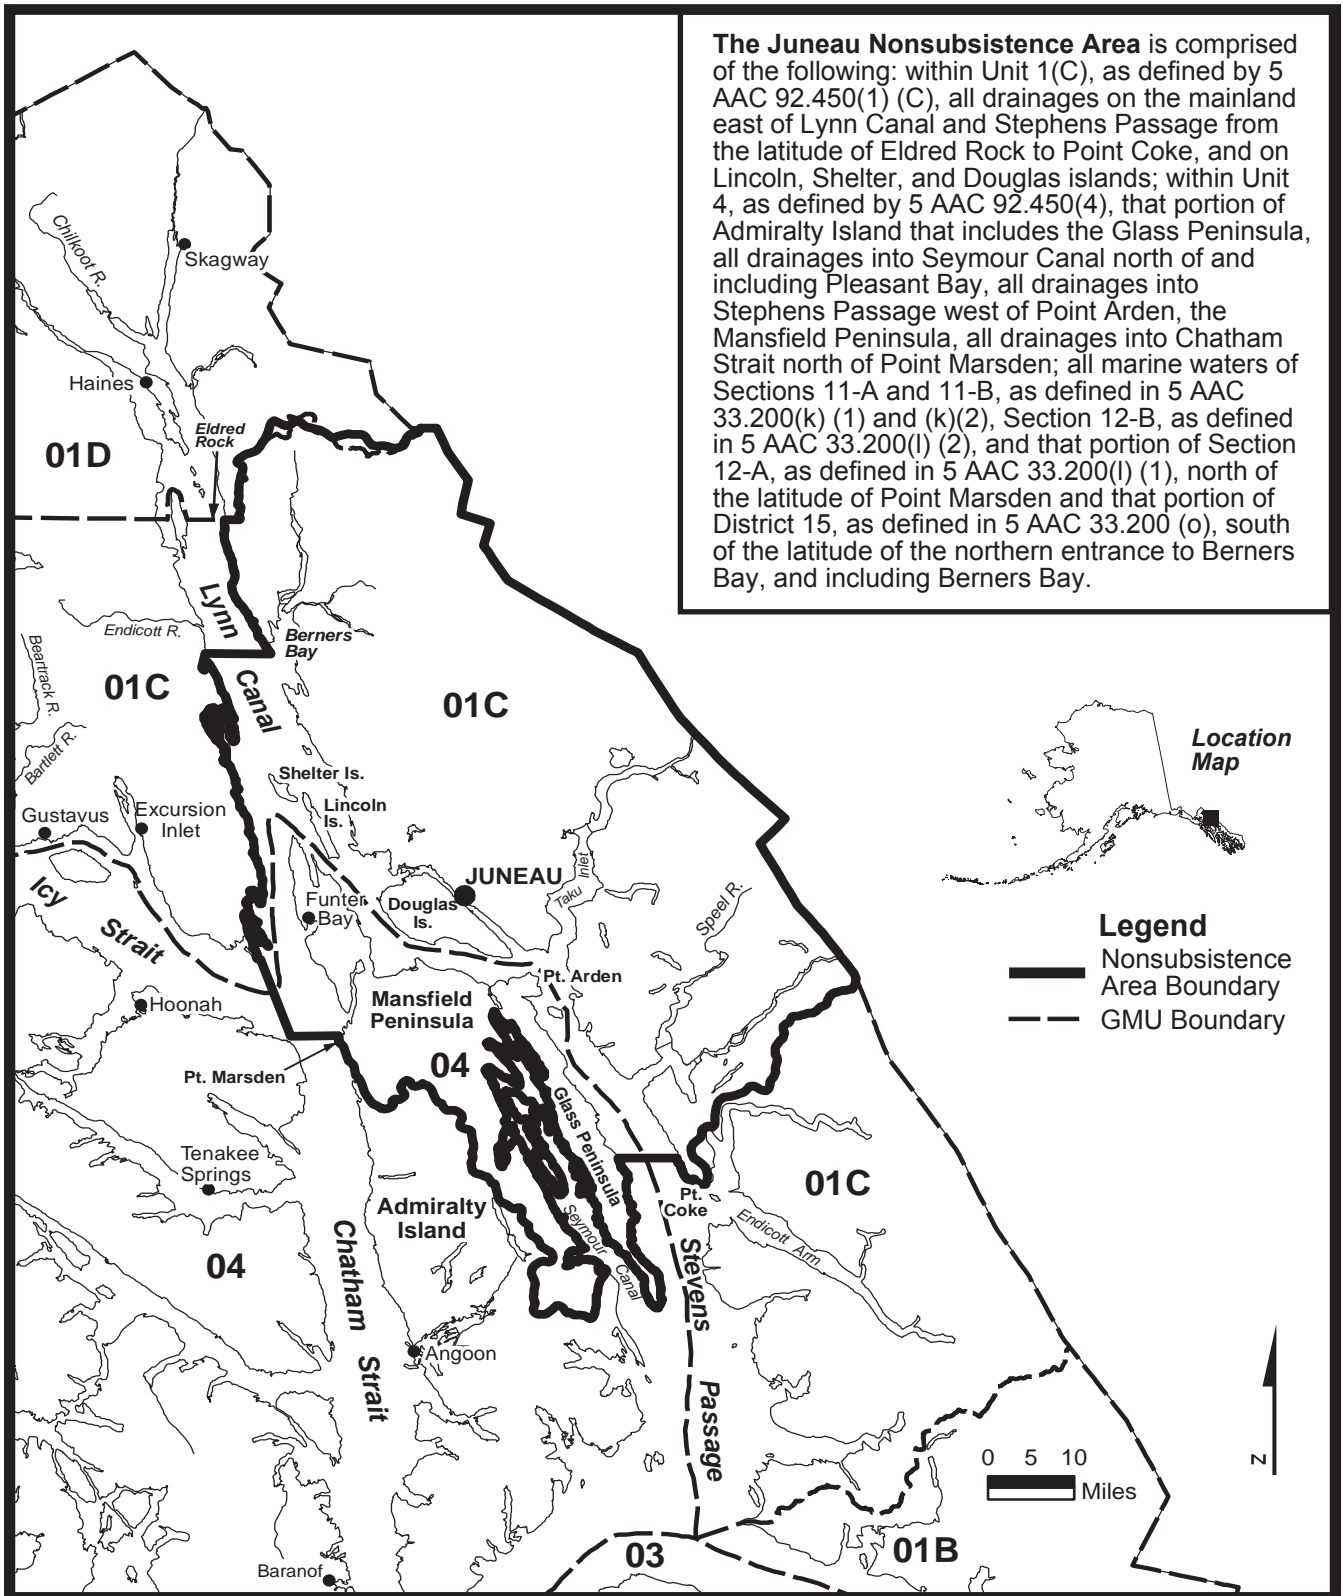 The Juneau Nonsubsistence Area is comprised
of the following: within Unit 1(C), as defined by 5
AAC 92.450(1) (C), all drainages on the mainland
east of Lynn Canal and Stephens Passage from
the latitude of Eldred Rock to Point Coke, and on
Lincoln, Shelter, and Douglas islands; within Unit
4, as defined by 5 AAC 92.450(4), that portion of
Admiralty Island that includes the Glass Peninsula,
all drainages into Seymour Canal north of and
including Pleasant Bay, all drainages into
Stephens Passage west of Point Arden, the
Mansfield Peninsula, all drainages into Chatham
Strait north of Point Marsden; all marine waters of
Sections 11-A and 11-B, as defined in 5 AAC
33.200(k) (1) and (k)(2), Section 12-B, as defined
in 5 AAC 33.200(l) (2), and that portion of Section
12-A, as defined in 5 AAC 33.200(l) (1), north of
the latitude of Point Marsden and that portion of
District 15, as defined in 5 AAC 33.200 (o), south
of the latitude of the northern entrance to Berners
Bay, and including Berners Bay.
Chilkoot R.
Skagway
Haines
01D
Eldred
Rock
Lynn
Canal
Endicott R.
Berners
Bay
Beartrack R.
01C
01C
Bartlett R.
Location
Map
Shelter Is.
Lincoln
Is.
Gustavus
Excursion
Inlet
Icy
Strait
JUNEAU
Taku Inlet
Funter
Bay
Douglas
Is.
Speel R.
Legend
Nonsubsistence
Area Boundary
GMU Boundary
Pt. Arden
Hoonah
Mansfield
Peninsula
04
Pt. Marsden
Glass Peninsula
Tenakee
Springs
Admiralty
Island
Seymour
Canal
Pt.
Coke
01C
Endicott Arm
04
Chatham
Strait
Stevens
Passage
Angoon
0 5 10
Miles
N
Baranof
03
01B